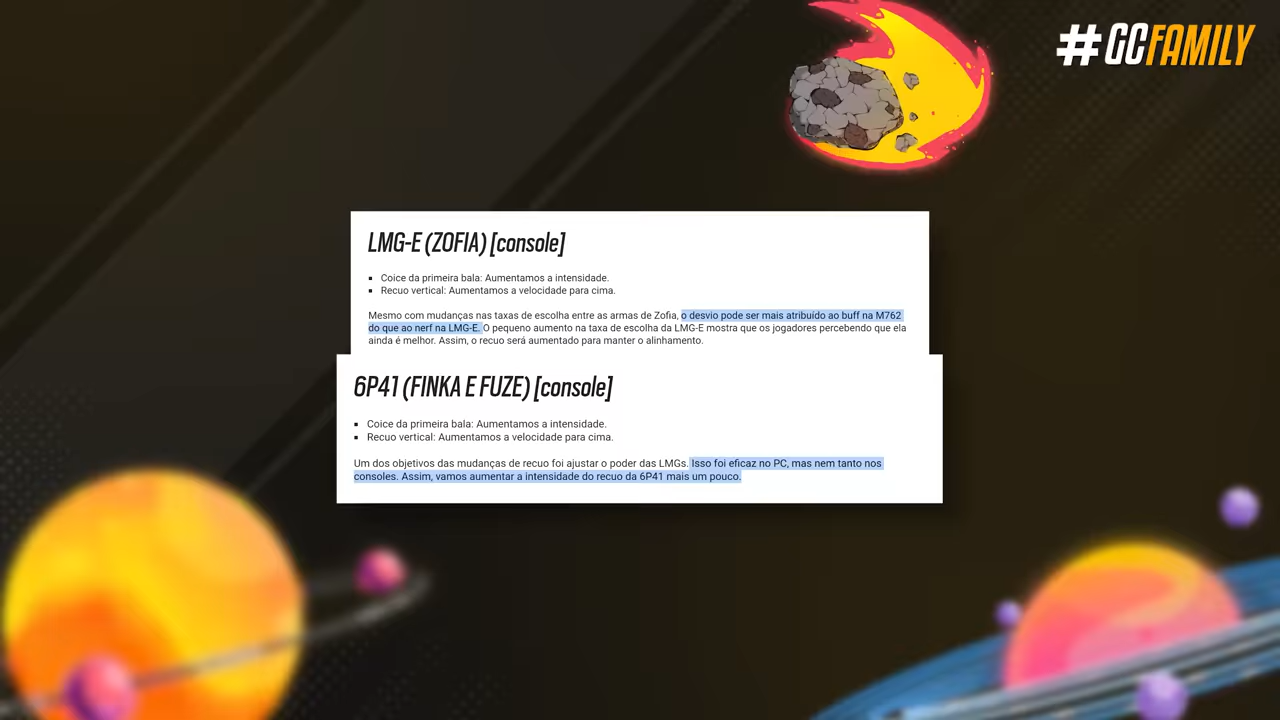 #GCFAMILY
LMG-E (ZOFIA) [console]
▪ Coice da primeira bala: Aumentamos a intensidade.
▪ Recuo vertical: Aumentamos a velocidade para cima.
Mesmo com mudanças nas taxas de escolha entre as armas de Zofia, o desvio pode ser mais atribuído ao buff na M762
do que ao nerf na LMG-E. O pequeno aumento na taxa de escolha da LMG-E mostra que os jogadores percebendo que ela
ainda é melhor. Assim, o recuo será aumentado para manter o alinhamento.
6P41 (FINKA E FUZE) [console]
▪ Coice da primeira bala: Aumentamos a intensidade.
▪ Recuo vertical: Aumentamos a velocidade para cima.
Um dos objetivos das mudanças de recuo foi ajustar o poder das LMGs. Isso foi eficaz no PC, mas nem tanto nos
consoles. Assim, vamos aumentar a intensidade do recuo da 6P41 mais um pouco.